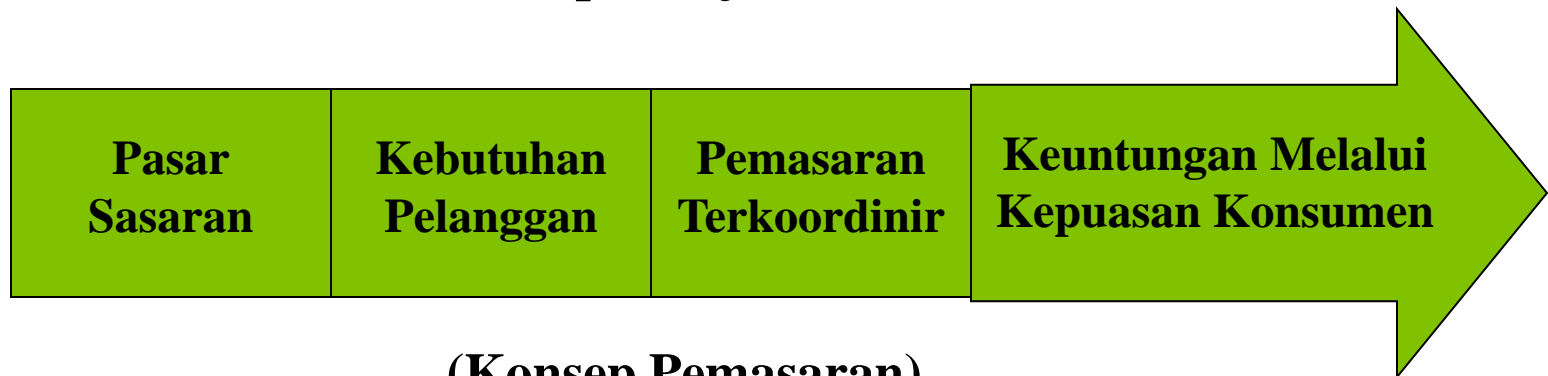 Pasar
Sasaran
Kebutuhan
Pelanggan
Pemasaran
Terkoordinir
Keuntungan Melalui
Kepuasan Konsumen
(Konsep Pemasaran)